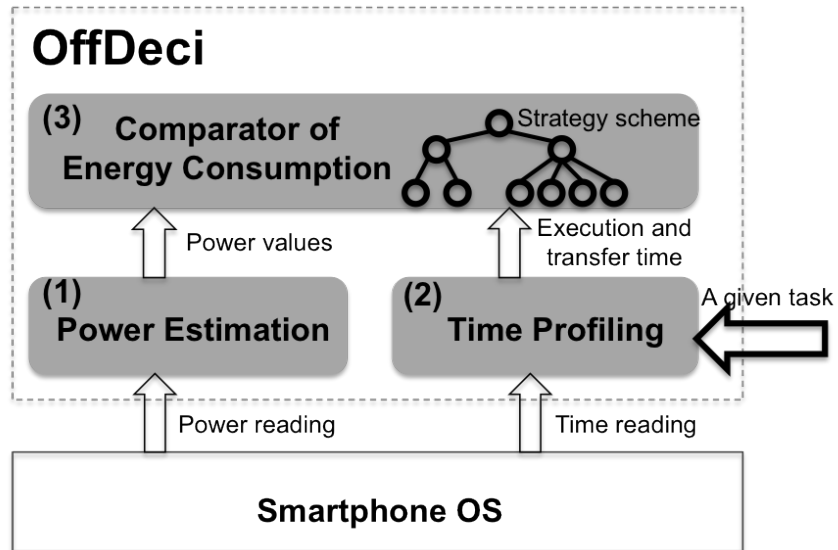 OffDeci
(3)
Comparator of
Energy Consumption
Strategy scheme
Power values
Execution and
transfer time
(1)
Power Estimation
(2)
Time Profiling
A given task
Power reading
Time reading
Smartphone OS